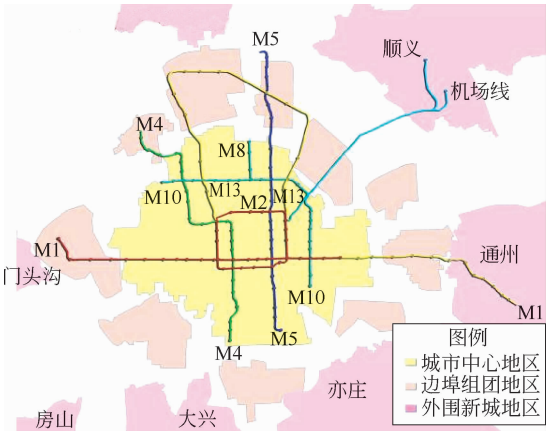 M5
顺义
机场线
M4
M8
M10
M13
M13
M2
M1
门头沟
通州
M10
M1
M4
M5
亦庄
房山
大兴
图例
城市中心地区
边埠组团地区
外围新城地区